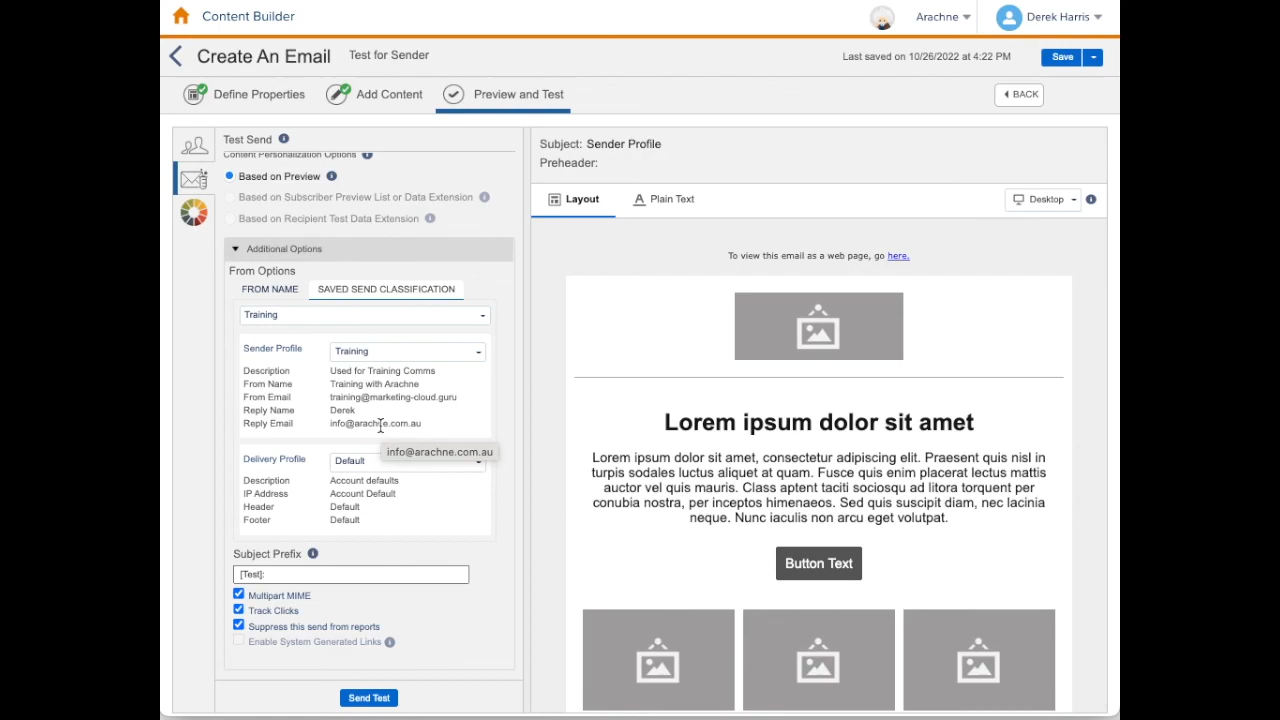 Content Builder
Arachne
Derek Harris
Create An Email
Test for Sender
Last saved on 10/26/2022 at 4:22 PM
Save
Define Properties
Add Content
Preview and Test
BACK
Test Send
Content Personalization Options
Based on Preview
Based on Subscriber Preview List or Data Extension
Based on Recipient Test Data Extension
Additional Options
From Options
FROM NAME
SAVED SEND CLASSIFICATION
Training
Sender Profile
Training
Description Used for Training Comms
From Name Training with Arachne
From Email training@marketing-cloud.guru
Reply Name Derek
Reply Email info@arachne.com.au
info@arachne.com.au
Delivery Profile
Default
Description Account defaults
IP Address Account Default
Header Default
Footer Default
Subject Prefix
[Test]:
Multipart MIME
Track Clicks
Suppress this send from reports
Enable System Generated Links
Send Test
Subject: Sender Profile
Preheader:
Layout
Plain Text
Desktop
To view this email as a web page, go here.
Lorem ipsum dolor sit amet
Lorem ipsum dolor sit amet, consectetur adipiscing elit. Praesent quis nisl in
turpis sodales luctus aliquet at quam. Fusce quis enim placerat lectus mattis
auctor vel quis mauris. Class aptent taciti sociosqu ad litora torquent per
conubia nostra, per inceptos himenaeos. Sed quis suscipit diam, nec lacinia
neque. Nunc iaculis non arcu eget volutpat.
Button Text